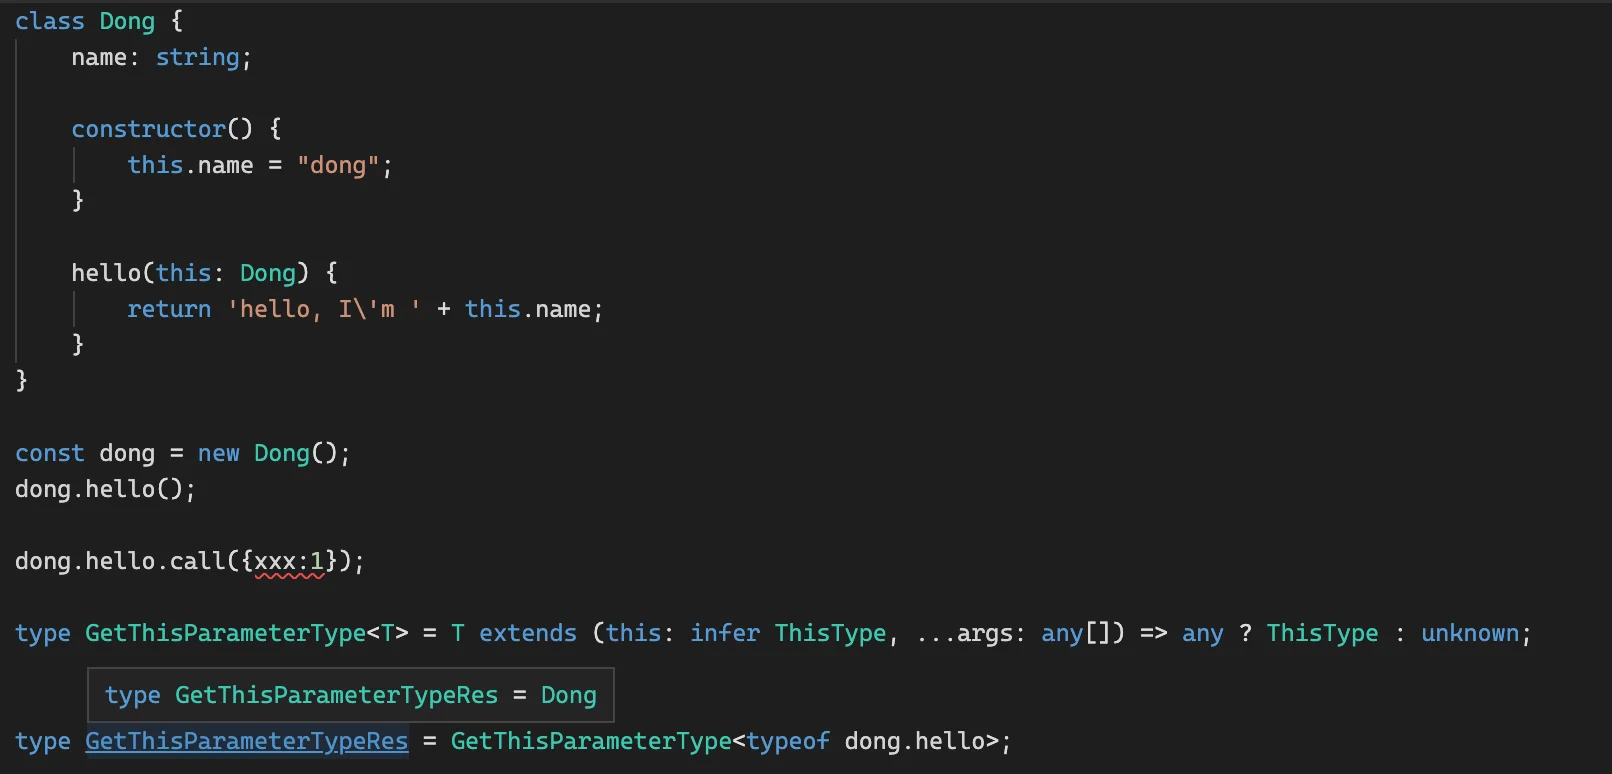 class Dong {
    name: string;

    constructor() {
        this.name = "dong";
    }

    hello(this: Dong) {
        return 'hello, I\'m ' + this.name;
    }
}

const dong = new Dong();
dong.hello();

dong.hello.call({xxx:1});

type GetThisParameterType<T> = T extends (this: infer ThisType, ...args: any[]) => any ? ThisType : unknown;

type GetThisParameterTypeRes = Dong
type GetThisParameterTypeRes = GetThisParameterType<typeof dong.hello>;